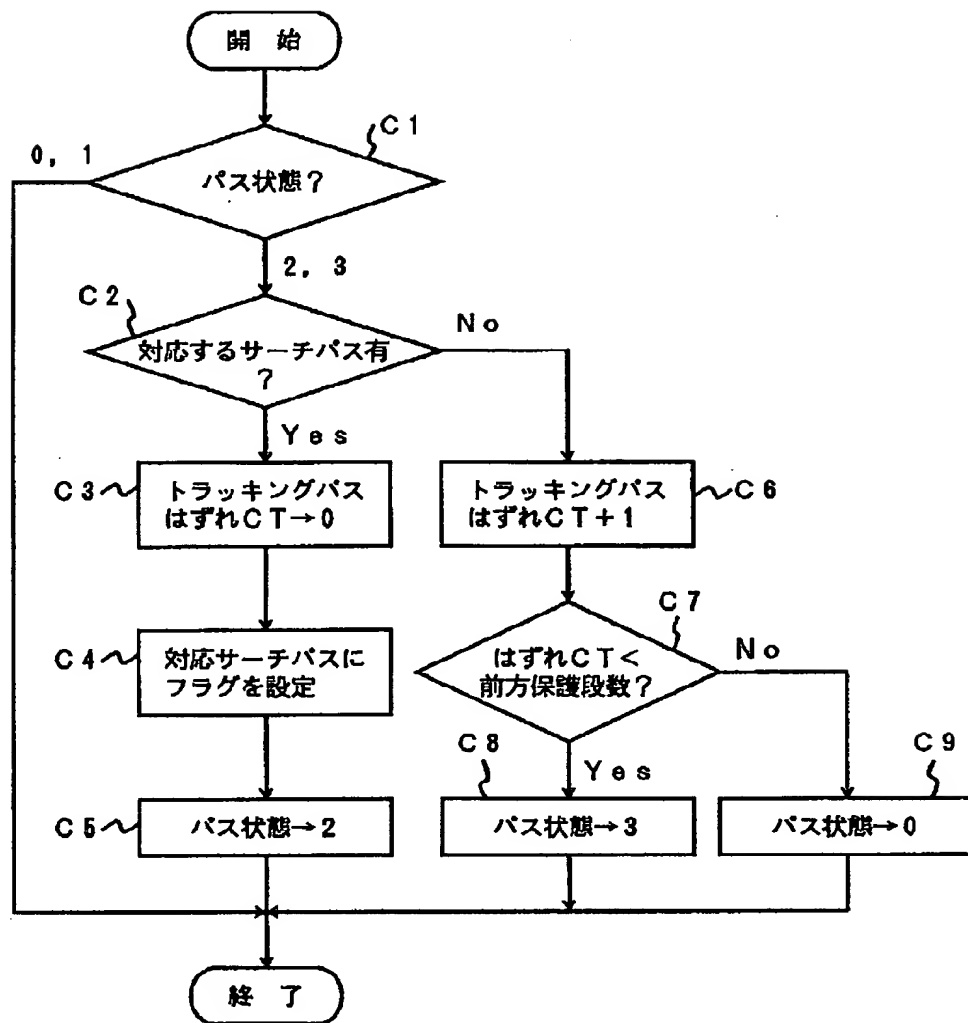 開 始
C1
0, 1
パス状態?
2, 3
C2
No
対応するサーチパス有
?
Yes
C3
トラッキングパス
はずれCT→0
トラッキングパス
はずれCT+1
C6
C7
C4
対応サーチパスに
フラグを設定
はずれCT<
前方保護段数?
No
C8
Yes
C9
C5
パス状態→2
パス状態→3
パス状態→0
終 了